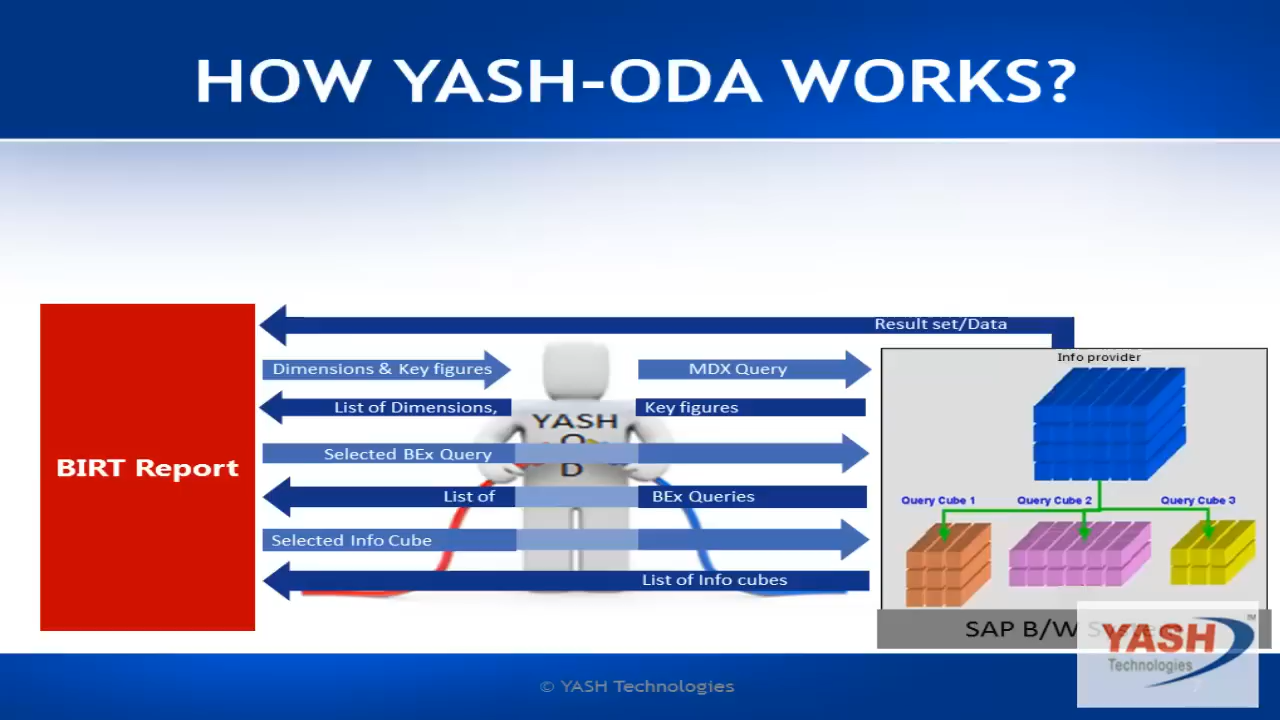 HOW YASH-ODA WORKS?
Result set/Data
Info provider
Dimensions & Key figures
MDX Query
List of Dimensions,
Key figures
YASH
O
D
BIRT Report
Selected BEx Query
List of
BEx Queries
Query Cube 1
Query Cube 2
Query Cube 3
Selected Info Cube
List of Info cubes
SAP B/W
YASH
TM
Technologies
© YASH Technologies